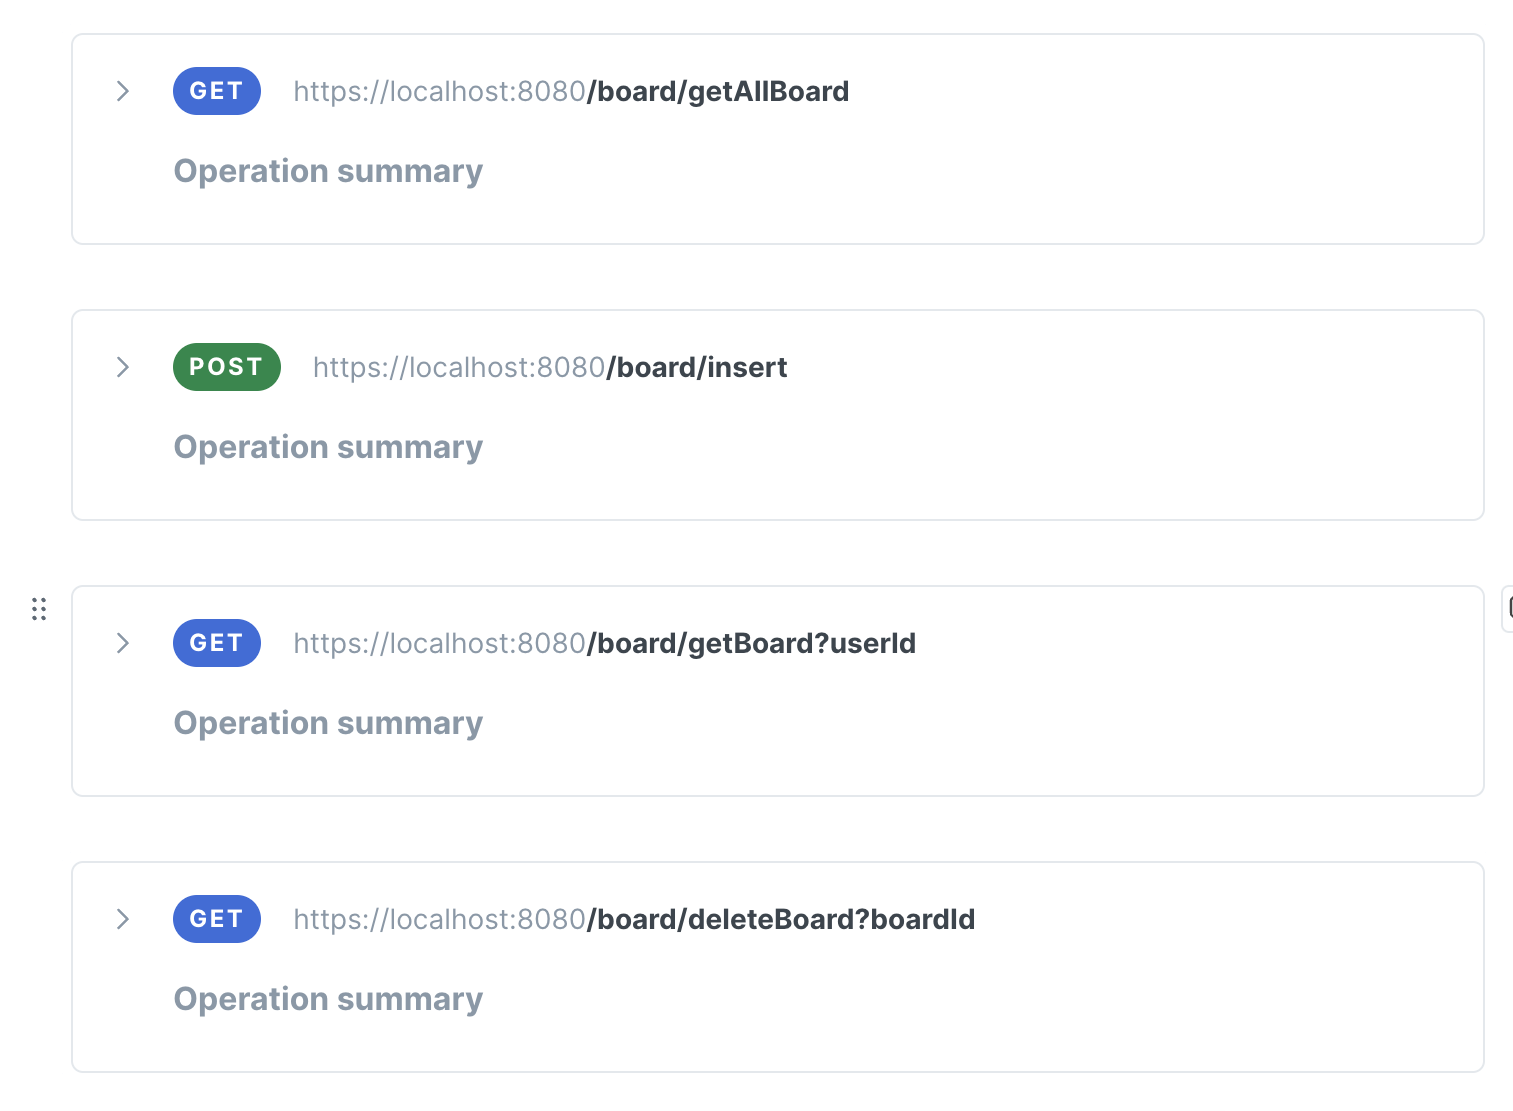 GET https://localhost:8080/board/getAllBoard
Operation summary
POST https://localhost:8080/board/insert
Operation summary
GET https://localhost:8080/board/getBoard?userId
Operation summary
GET https://localhost:8080/board/deleteBoard?boardId
Operation summary